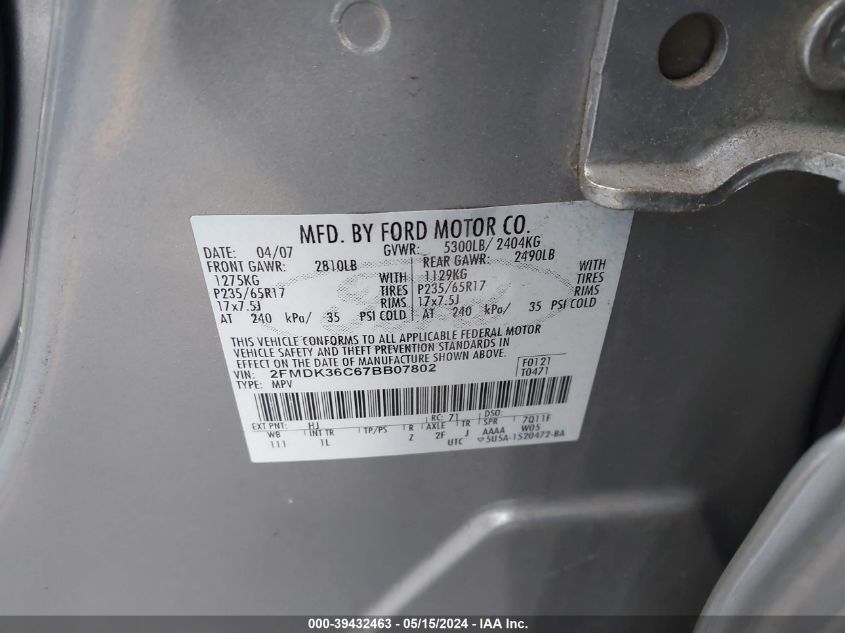 MFD. BY FORD MOTOR CO.
DATE: 04/07 GVWR: 5300LB/ 2404KG
FRONT GAWR: 2810LB REAR GAWR: 2490LB
1275KG WITH 1129KG WITH
P235/65R17 TIRES P235/65R17 TIRES
17x7.5J RIMS 17x7.5J RIMS
AT 240 kPa/ 35 PSI COLD AT 240 kPa/ 35 PSI COLD
THIS VEHICLE CONFORMS TO ALL APPLICABLE FEDERAL MOTOR
VEHICLE SAFETY AND THEFT PREVENTION STANDARDS IN
EFFECT ON THE DATE OF MANUFACTURE SHOWN ABOVE.
VIN: 2FMDK36C67BB07802 F0121
TYPE: MPV T0471
EXT PNT: HJ RC: 71 DSO: 7Q11F
WB INT TR TP/PS R AXLE TR SPR W05
111 1L Z 2F J AAAA
UTC 5U5A-1520472-BA
000-39432463 - 05/15/2024 - IAA Inc.